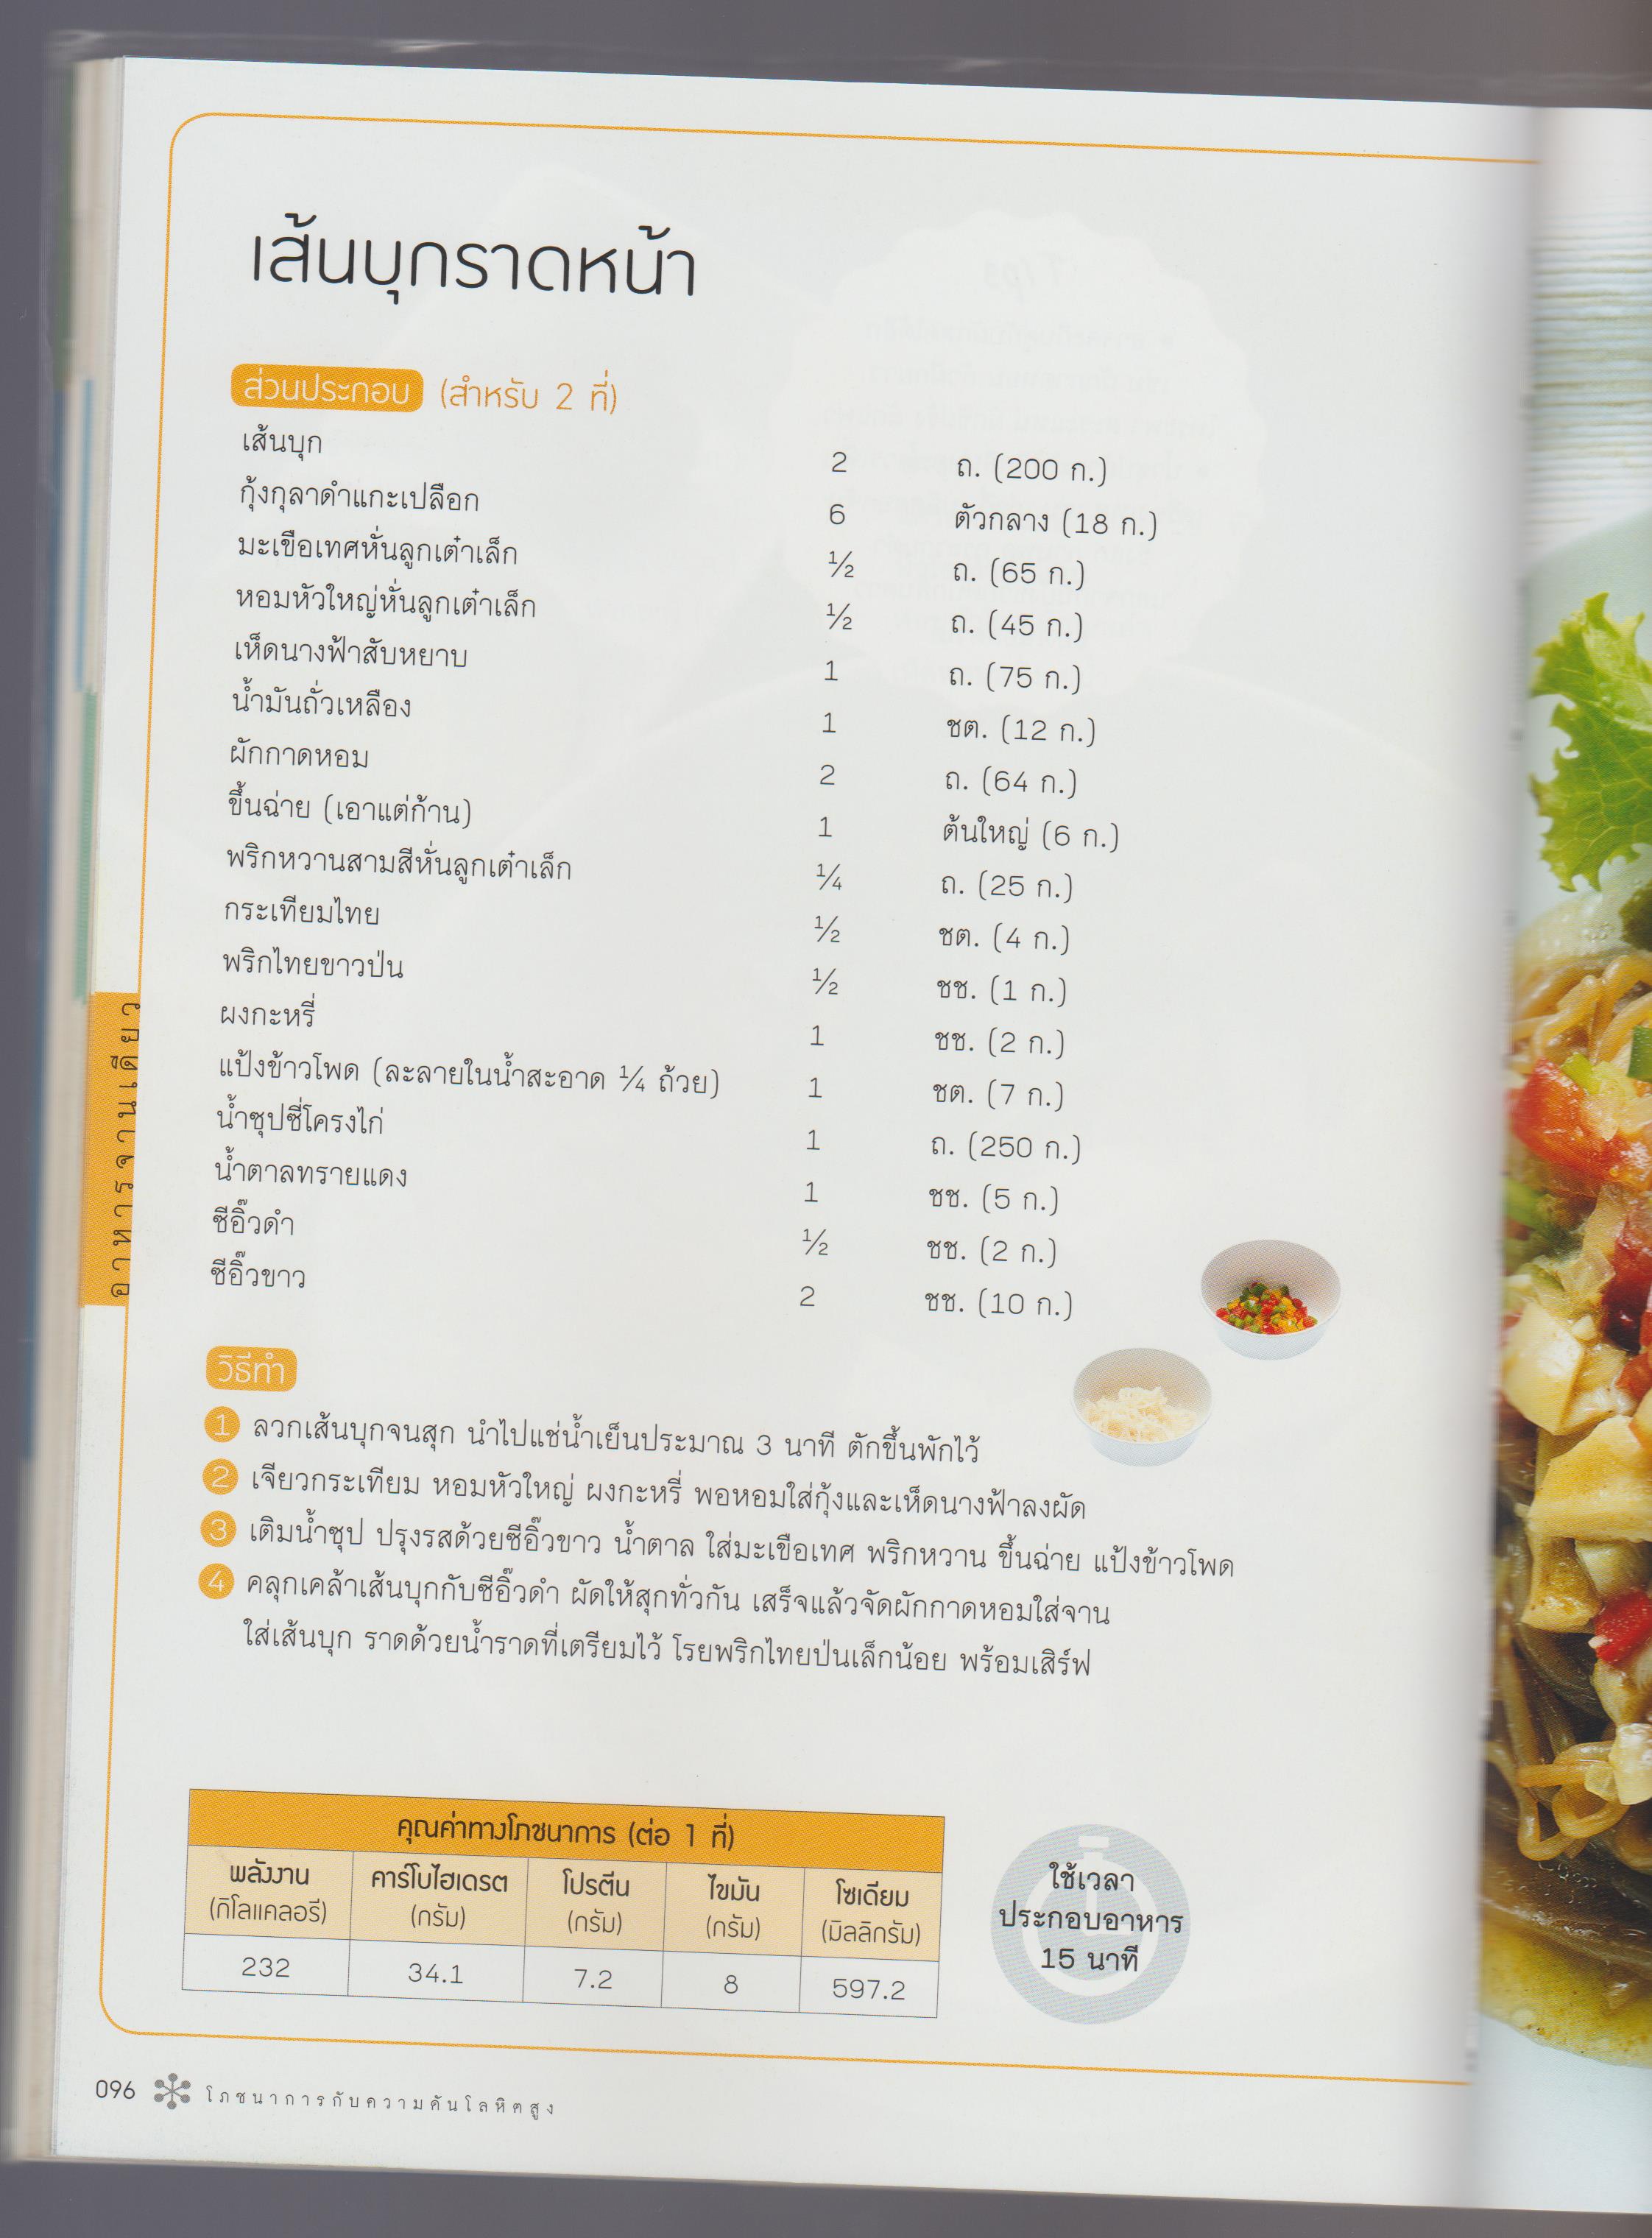 เส้นบุกราดหน้า
ส่วนประกอบ (สำหรับ 2 ที่)
เส้นบุก 2 ถ. (200 ก.)
กุ้งกุลาดำแกะเปลือก 6 ตัวกลาง (18 ก.)
มะเขือเทศหั่นลูกเต๋าเล็ก ½ ถ. (65 ก.)
หอมหัวใหญ่หั่นลูกเต๋าเล็ก ½ ถ. (45 ก.)
เห็ดนางฟ้าสับหยาบ 1 ถ. (75 ก.)
น้ำมันถั่วเหลือง 1 ชต. (12 ก.)
ผักกาดหอม 2 ถ. (64 ก.)
ขึ้นฉ่าย (เอาแต่ก้าน) 1 ต้นใหญ่ (6 ก.)
พริกหวานสามสีหั่นลูกเต๋าเล็ก ¼ ถ. (25 ก.)
กระเทียมไทย ½ ชต. (4 ก.)
พริกไทยขาวป่น ½ ชช. (1 ก.)
ผงกะหรี่ 1 ชช. (2 ก.)
แป้งข้าวโพด (ละลายในน้ำสะอาด ¼ ถ้วย) 1 ชต. (7 ก.)
น้ำซุปซี่โครงไก่ 1 ถ. (250 ก.)
น้ำตาลทรายแดง 1 ชช. (5 ก.)
ซีอิ๊วดำ ½ ชช. (2 ก.)
ซีอิ๊วขาว 2 ชช. (10 ก.)
อาหารจานเดียว
วิธีทำ
1 ลวกเส้นบุกจนสุก นำไปแช่น้ำเย็นประมาณ 3 นาที ตักขึ้นพักไว้
2 เจียวกระเทียม หอมหัวใหญ่ ผงกะหรี่ พอหอมใส่กุ้งและเห็ดนางฟ้าลงผัด
3 เติมน้ำซุป ปรุงรสด้วยซีอิ๊วขาว น้ำตาล ใส่มะเขือเทศ พริกหวาน ขึ้นฉ่าย แป้งข้าวโพด
4 คลุกเคล้าเส้นบุกกับซีอิ๊วดำ ผัดให้สุกทั่วกัน เสร็จแล้วจัดผักกาดหอมใส่จาน
ใส่เส้นบุก ราดด้วยน้ำราดที่เตรียมไว้ โรยพริกไทยป่นเล็กน้อย พร้อมเสิร์ฟ
คุณค่าทางโภชนาการ (ต่อ 1 ที่)
พลังงาน คาร์โบไฮเดรต โปรตีน ไขมัน โซเดียม
(กิโลแคลอรี) (กรัม) (กรัม) (กรัม) (มิลลิกรัม)
232 34.1 7.2 8 597.2
ใช้เวลา
ประกอบอาหาร
15 นาที
096 โภชนาการกับความดันโลหิตสูง